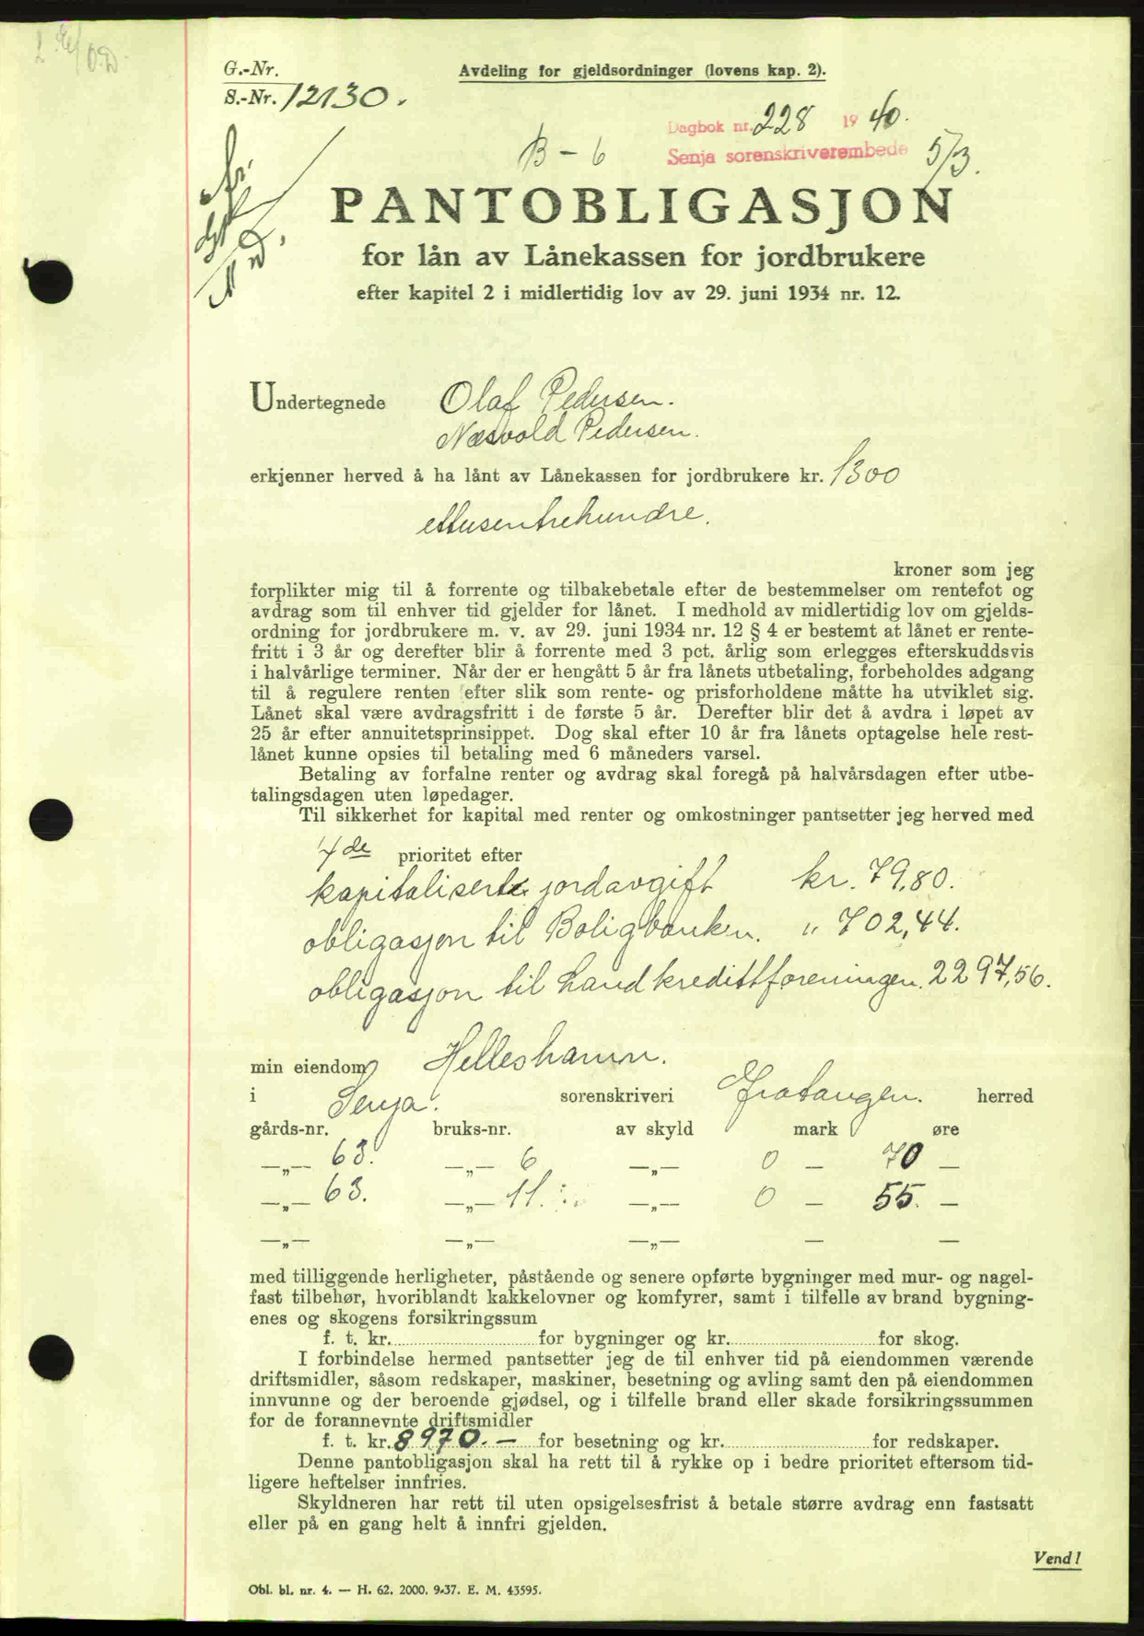 G.-Nr.
S.-Nr. 12130.
Avdeling for gjeldsordninger (lovens kap. 2).
Dagbok nr. 228 1940.
Senja sorenskriverembede 5/3.
B - 6
PANTOBLIGASJON
for lån av Lånekassen for jordbrukere
efter kapitel 2 i midlertidig lov av 29. juni 1934 nr. 12.
Undertegnede Olaf Pedersen.
Næsvold Pedersen.
erkjenner herved å ha lånt av Lånekassen for jordbrukere kr. 1300
ettusentrehundre.
kroner som jeg
forplikter mig til å forrente og tilbakebetale efter de bestemmelser om rentefot og
avdrag som til enhver tid gjelder for lånet. I medhold av midlertidig lov om gjelds-
ordning for jordbrukere m. v. av 29. juni 1934 nr. 12 § 4 er bestemt at lånet er rente-
fritt i 3 år og derefter blir å forrente med 3 pct. årlig som erlegges efterskuddsvis
i halvårlige terminer. Når der er hengått 5 år fra lånets utbetaling, forbeholdes adgang
til å regulere renten efter slik som rente- og prisforholdene måtte ha utviklet sig.
Lånet skal være avdragsfritt i de første 5 år. Derefter blir det å avdra i løpet av
25 år efter annuitetsprinsippet. Dog skal efter 10 år fra lånets optagelse hele rest-
lånet kunne opsies til betaling med 6 måneders varsel.
Betaling av forfalne renter og avdrag skal foregå på halvårsdagen efter utbe-
talingsdagen uten løpedager.
Til sikkerhet for kapital med renter og omkostninger pantsetter jeg herved med
4de prioritet efter
kapitaliserte jordavgift kr. 79,80.
obligasjon til Boligbanken. " 702,44.
obligasjon til Landkredittforeningen. 2297,56.
min eiendom Helleshamn.
i Senja. sorenskriveri Gratangen. herred
gårds-nr. bruks-nr. av skyld mark øre
—„— 63. —„— 6 —„— 0 — 70 —
—„— 63. —„— 11. —„— 0 — 55. —
—„— —„— —„— — —
med tilliggende herligheter, påstående og senere opførte bygninger med mur- og nagel-
fast tilbehør, hvoriblandt kakkelovner og komfyrer, samt i tilfelle av brand bygning-
enes og skogens forsikringssum
f. t. kr. for bygninger og kr. for skog.
I forbindelse hermed pantsetter jeg de til enhver tid på eiendommen værende
driftsmidler, såsom redskaper, maskiner, besetning og avling samt den på eiendommen
innvunne og der beroende gjødsel, og i tilfelle brand eller skade forsikringssummen
for de forannevnte driftsmidler
f. t. kr. 8970.- for besetning og kr. for redskaper.
Denne pantobligasjon skal ha rett til å rykke op i bedre prioritet eftersom tid-
ligere heftelser innfries.
Skyldneren har rett til uten opsigelsesfrist å betale større avdrag enn fastsatt
eller på en gang helt å innfri gjelden.
Vend!
Obl. bl. nr. 4. — H. 62. 2000. 9-37. E. M. 43595.